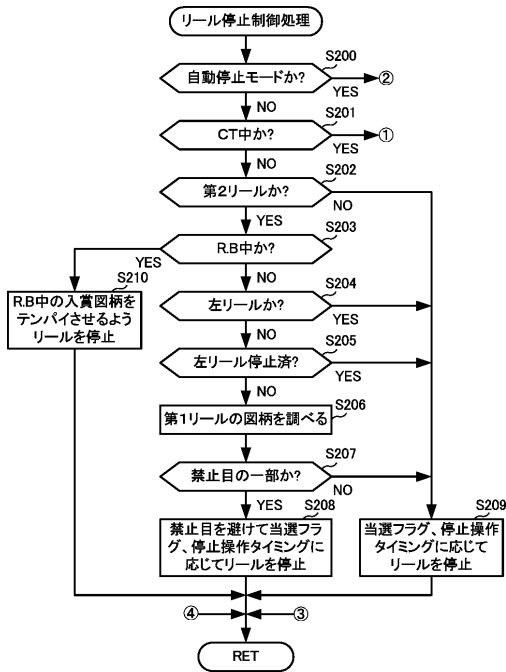 リール停止制御処理
S200
自動停止モードか?
②
YES
NO
S201
CT中か?
①
YES
NO
S202
第2リールか?
NO
YES
S203
R.B中か?
YES
NO
S210
R.B中の入賞図柄を
テンパイさせるよう
リールを停止
S204
左リールか?
YES
NO
S205
左リール停止済?
YES
NO
S206
第1リールの図柄を調べる
S207
禁止目の一部か?
NO
YES
S208
禁止目を避けて当選フラ
グ、停止操作タイミングに
応じてリールを停止
S209
当選フラグ、停止操作
タイミングに応じて
リールを停止
④
③
RET